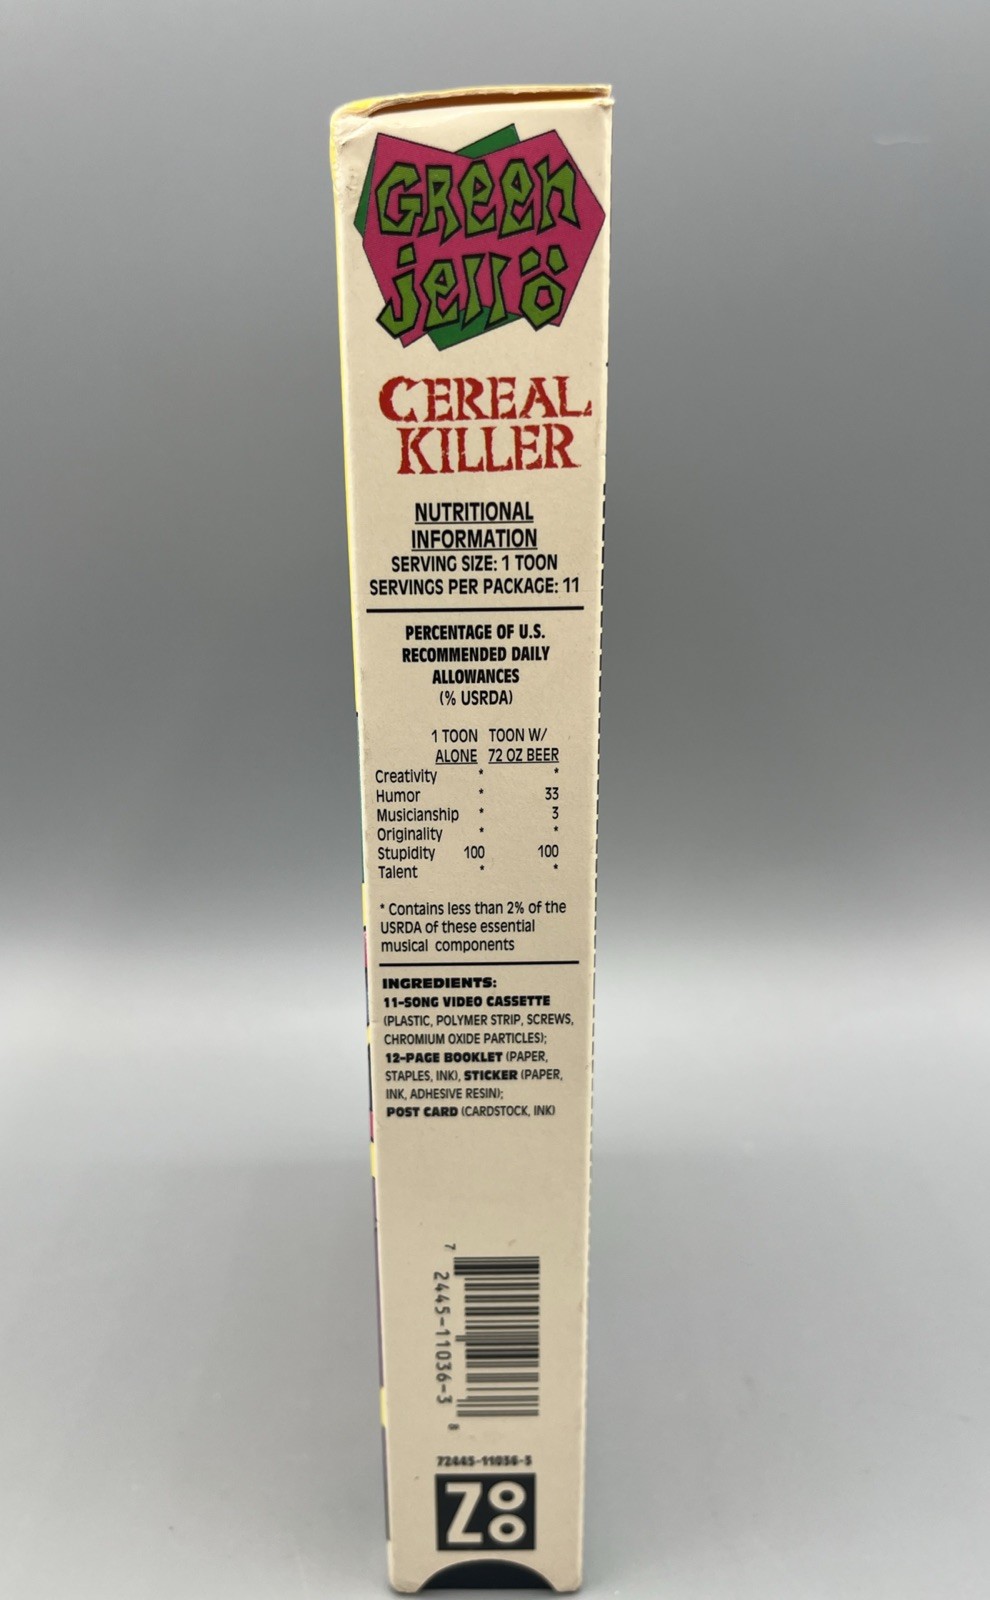 GReen
jellö
CEREAL
KILLER
NUTRITIONAL
INFORMATION
SERVING SIZE: 1 TOON
SERVINGS PER PACKAGE: 11
PERCENTAGE OF U.S.
RECOMMENDED DAILY
ALLOWANCES
(% USRDA)
1 TOON TOON W/
ALONE 72 OZ BEER
Creativity * *
Humor * 33
Musicianship * 3
Originality * *
Stupidity 100 100
Talent * *
* Contains less than 2% of the
USRDA of these essential
musical components
INGREDIENTS:
11-SONG VIDEO CASSETTE
(PLASTIC, POLYMER STRIP, SCREWS,
CHROMIUM OXIDE PARTICLES);
12-PAGE BOOKLET (PAPER,
STAPLES, INK), STICKER (PAPER,
INK, ADHESIVE RESIN);
POST CARD (CARDSTOCK, INK)
7 2445-11036-3 8
72445-11036-3
Zoo